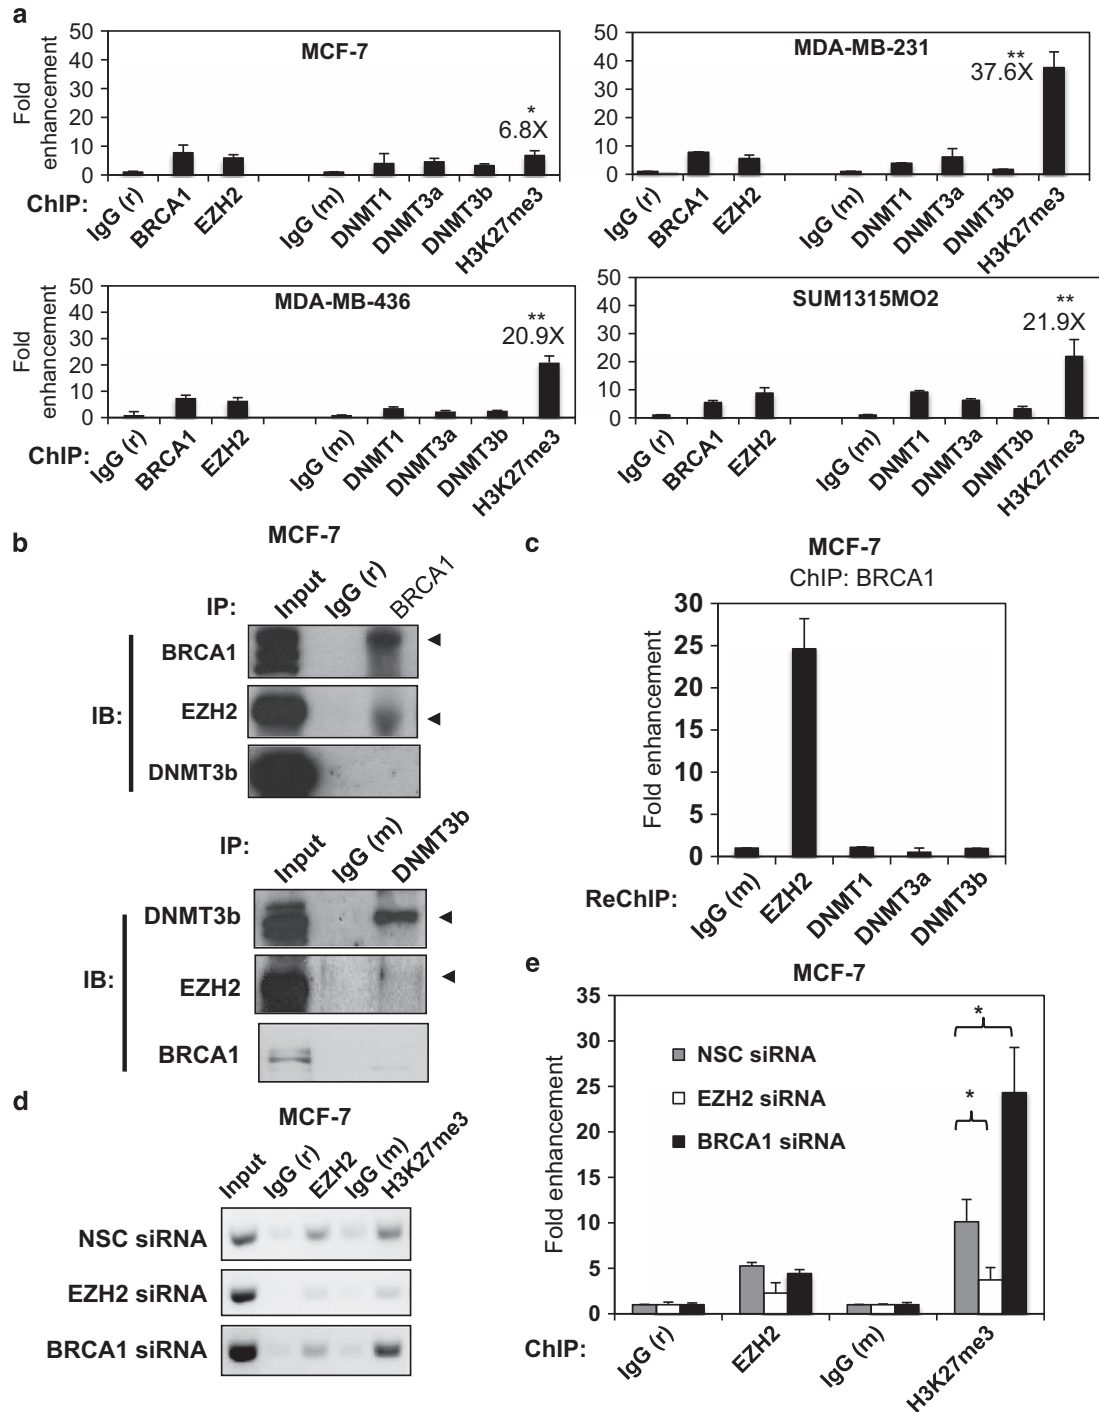 a
MCF-7
Fold enhancement
50
40
30
20
10
0
*
6.8X
ChIP:
IgG (r)
BRCA1
EZH2
IgG (m)
DNMT1
DNMT3a
DNMT3b
H3K27me3
MDA-MB-231
50
40
30
20
10
0
**
37.6X
IgG (r)
BRCA1
EZH2
IgG (m)
DNMT1
DNMT3a
DNMT3b
H3K27me3
MDA-MB-436
Fold enhancement
50
40
30
20
10
0
**
20.9X
ChIP:
IgG (r)
BRCA1
EZH2
IgG (m)
DNMT1
DNMT3a
DNMT3b
H3K27me3
SUM1315MO2
50
40
30
20
10
0
**
21.9X
IgG (r)
BRCA1
EZH2
IgG (m)
DNMT1
DNMT3a
DNMT3b
H3K27me3
b
MCF-7
IP:
Input
IgG (r)
BRCA1
IB:
BRCA1
EZH2
DNMT3b
IP:
Input
IgG (m)
DNMT3b
IB:
DNMT3b
EZH2
BRCA1
c
MCF-7
ChIP: BRCA1
Fold enhancement
30
25
20
15
10
5
0
ReChIP:
IgG (m)
EZH2
DNMT1
DNMT3a
DNMT3b
d
MCF-7
Input
IgG (r)
EZH2
IgG (m)
H3K27me3
NSC siRNA
EZH2 siRNA
BRCA1 siRNA
e
MCF-7
Fold enhancement
35
30
25
20
15
10
5
0
NSC siRNA
EZH2 siRNA
BRCA1 siRNA
*
*
ChIP:
IgG (r)
EZH2
IgG (m)
H3K27me3